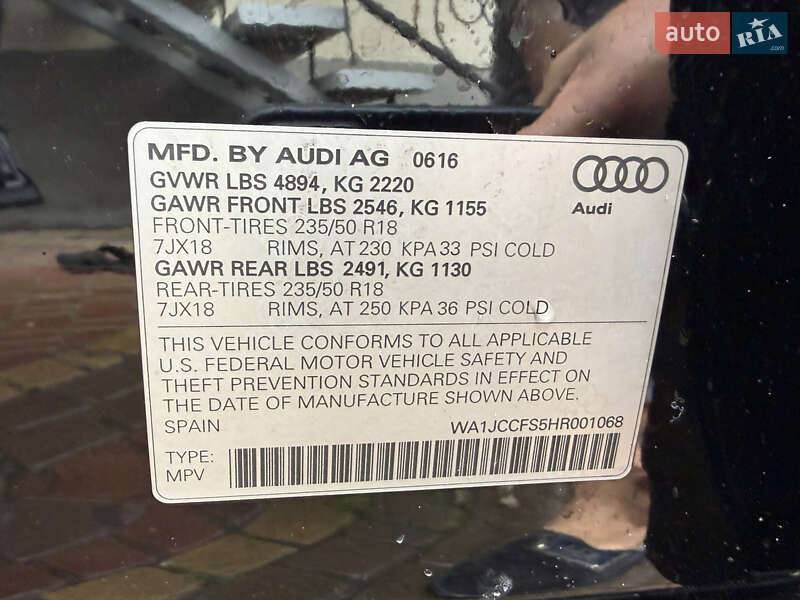 auto RIA.com
MFD. BY AUDI AG 0616
GVWR LBS 4894, KG 2220
GAWR FRONT LBS 2546, KG 1155
FRONT-TIRES 235/50 R18
7JX18 RIMS, AT 230 KPA 33 PSI COLD
GAWR REAR LBS 2491, KG 1130
REAR-TIRES 235/50 R18
7JX18 RIMS, AT 250 KPA 36 PSI COLD
Audi
THIS VEHICLE CONFORMS TO ALL APPLICABLE
U.S. FEDERAL MOTOR VEHICLE SAFETY AND
THEFT PREVENTION STANDARDS IN EFFECT ON
THE DATE OF MANUFACTURE SHOWN ABOVE.
SPAIN WA1JCCFS5HR001068
TYPE:
MPV